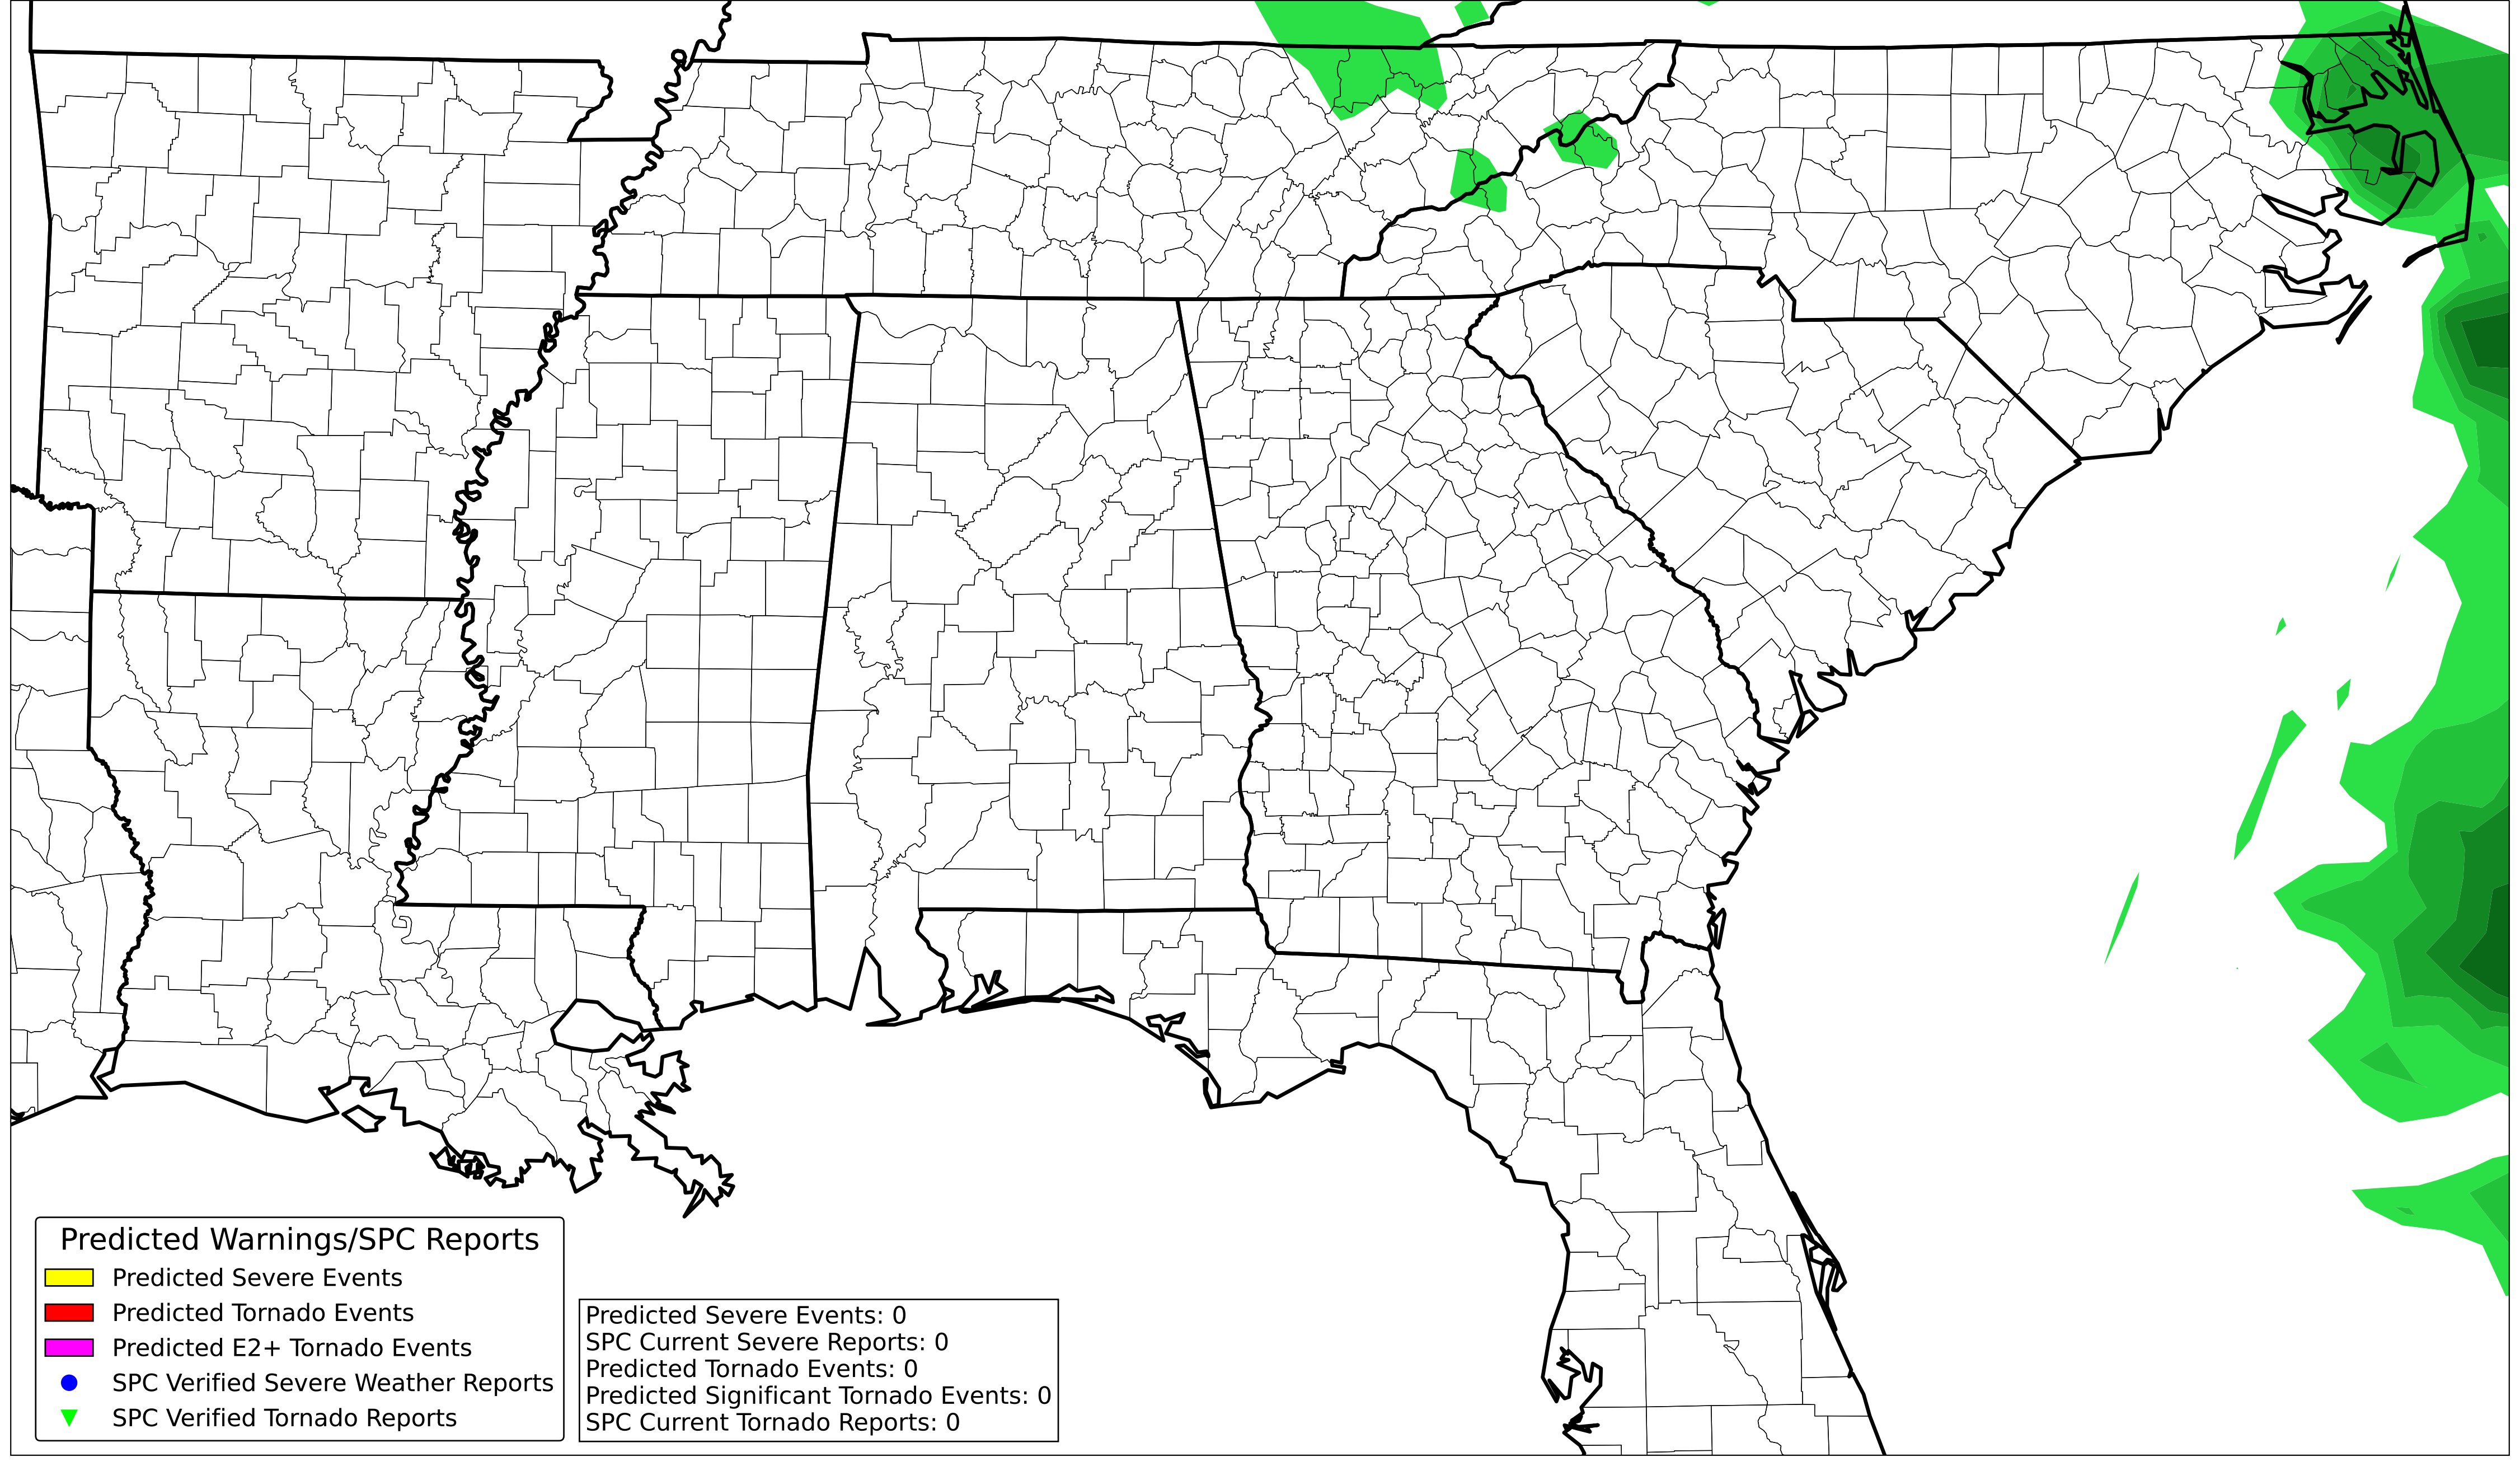 Predicted Warnings/SPC Reports
Predicted Severe Events
Predicted Tornado Events
Predicted E2+ Tornado Events
SPC Verified Severe Weather Reports
SPC Verified Tornado Reports
Predicted Severe Events: 0
SPC Current Severe Reports: 0
Predicted Tornado Events: 0
Predicted Significant Tornado Events: 0
SPC Current Tornado Reports: 0